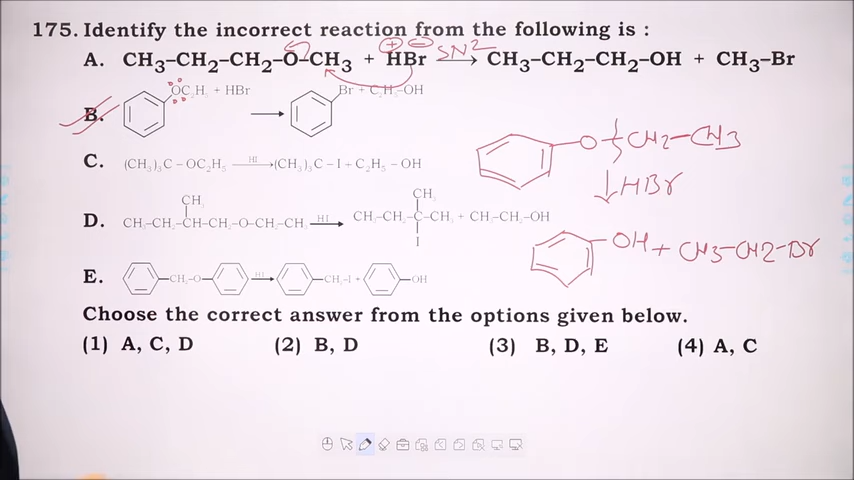 175. Identify the incorrect reaction from the following is :
A. CH3–CH2–CH2–O–CH3 + HBr SN2 → CH3–CH2–CH2–OH + CH3–Br
B. OC2H5 + HBr → Br + C2H5–OH
C. (CH3)3C – OC2H5 HI → (CH3)3C – I + C2H5 – OH
D. CH3–CH2–CH–CH2–O–CH2–CH3 HI → CH3–CH2–C–CH3 + CH3–CH2–OH
CH3
CH3
I
E. CH2–O– HI → CH2–I + OH
O CH2–CH3
↓HBr
OH + CH3–CH2–Br
Choose the correct answer from the options given below.
(1) A, C, D (2) B, D (3) B, D, E (4) A, C